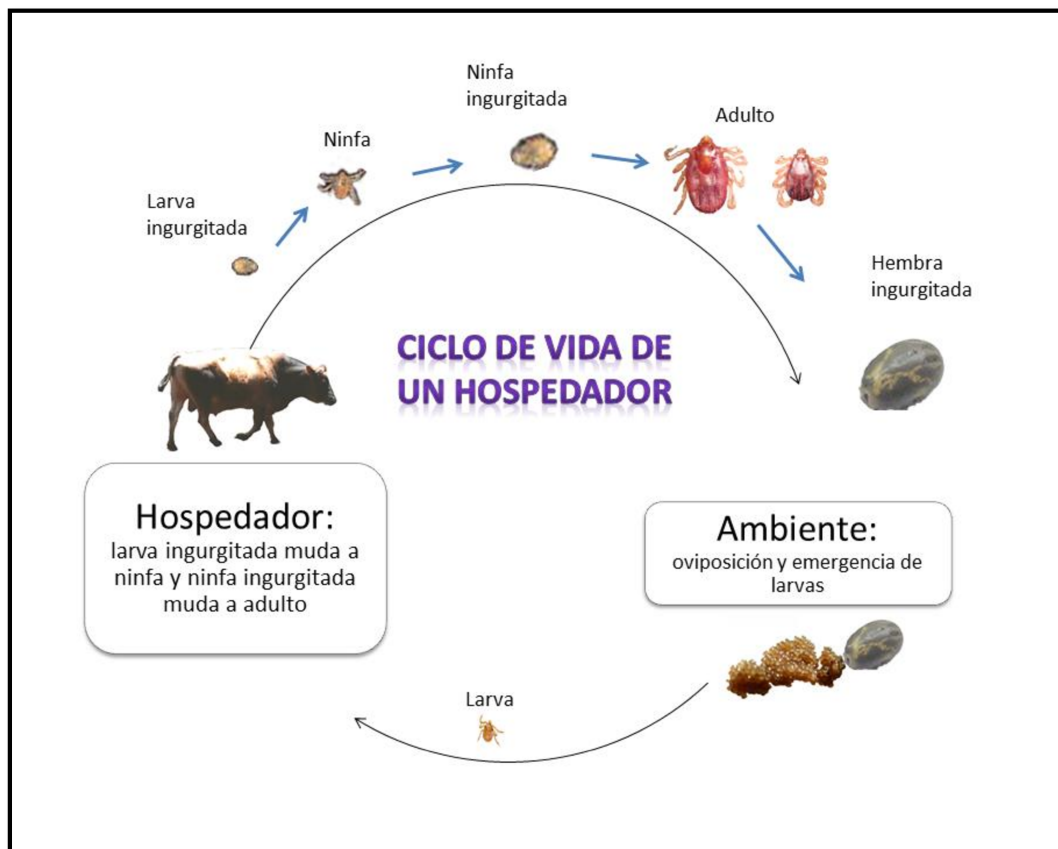 Ninfa
ingurgitada
Adulto
Ninfa
Larva
ingurgitada
Hembra
ingurgitada
CICLO DE VIDA DE
UN HOSPEDADOR
Hospedador:
larva ingurgitada muda a
ninfa y ninfa ingurgitada
muda a adulto
Ambiente:
oviposición y emergencia de
larvas
Larva